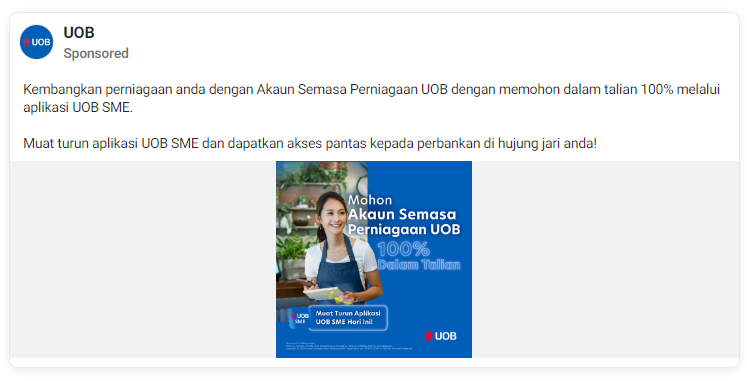 UOB
UOB
Sponsored
Kembangkan perniagaan anda dengan Akaun Semasa Perniagaan UOB dengan memohon dalam talian 100% melalui
aplikasi UOB SME.
Muat turun aplikasi UOB SME dan dapatkan akses pantas kepada perbankan di hujung jari anda!
Mohon
Akaun Semasa
Perniagaan UOB
100%
Dalam Talian
UOB
SME
Muat Turun Aplikasi
UOB SME Hari Ini!
UOB